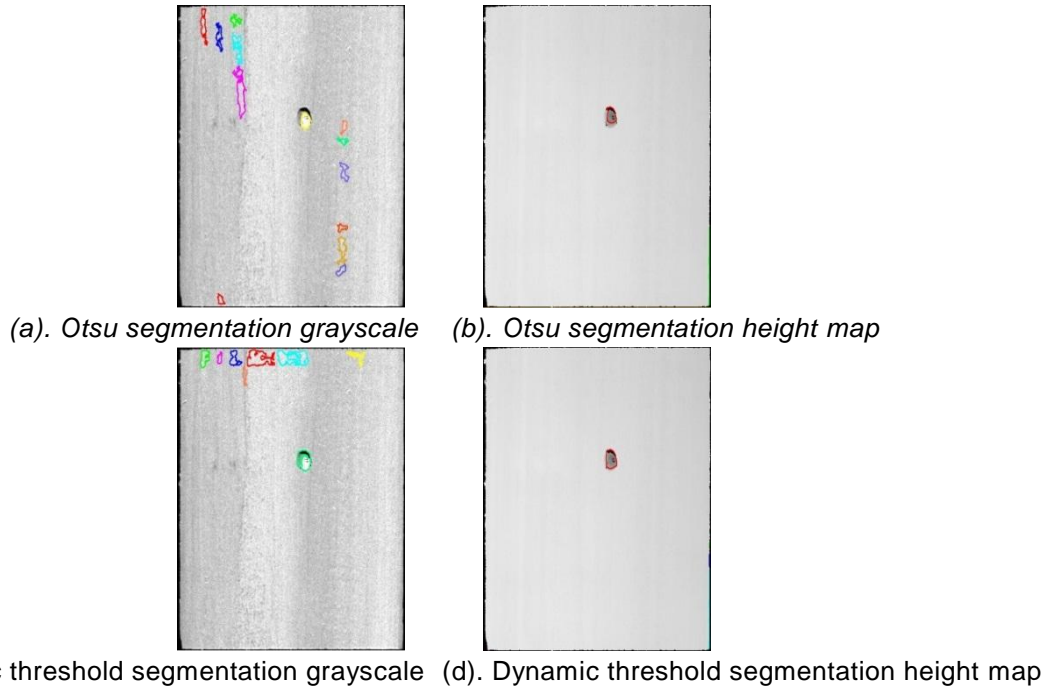 (a). Otsu segmentation grayscale (b). Otsu segmentation height map
threshold segmentation grayscale (d). Dynamic threshold segmentation height map